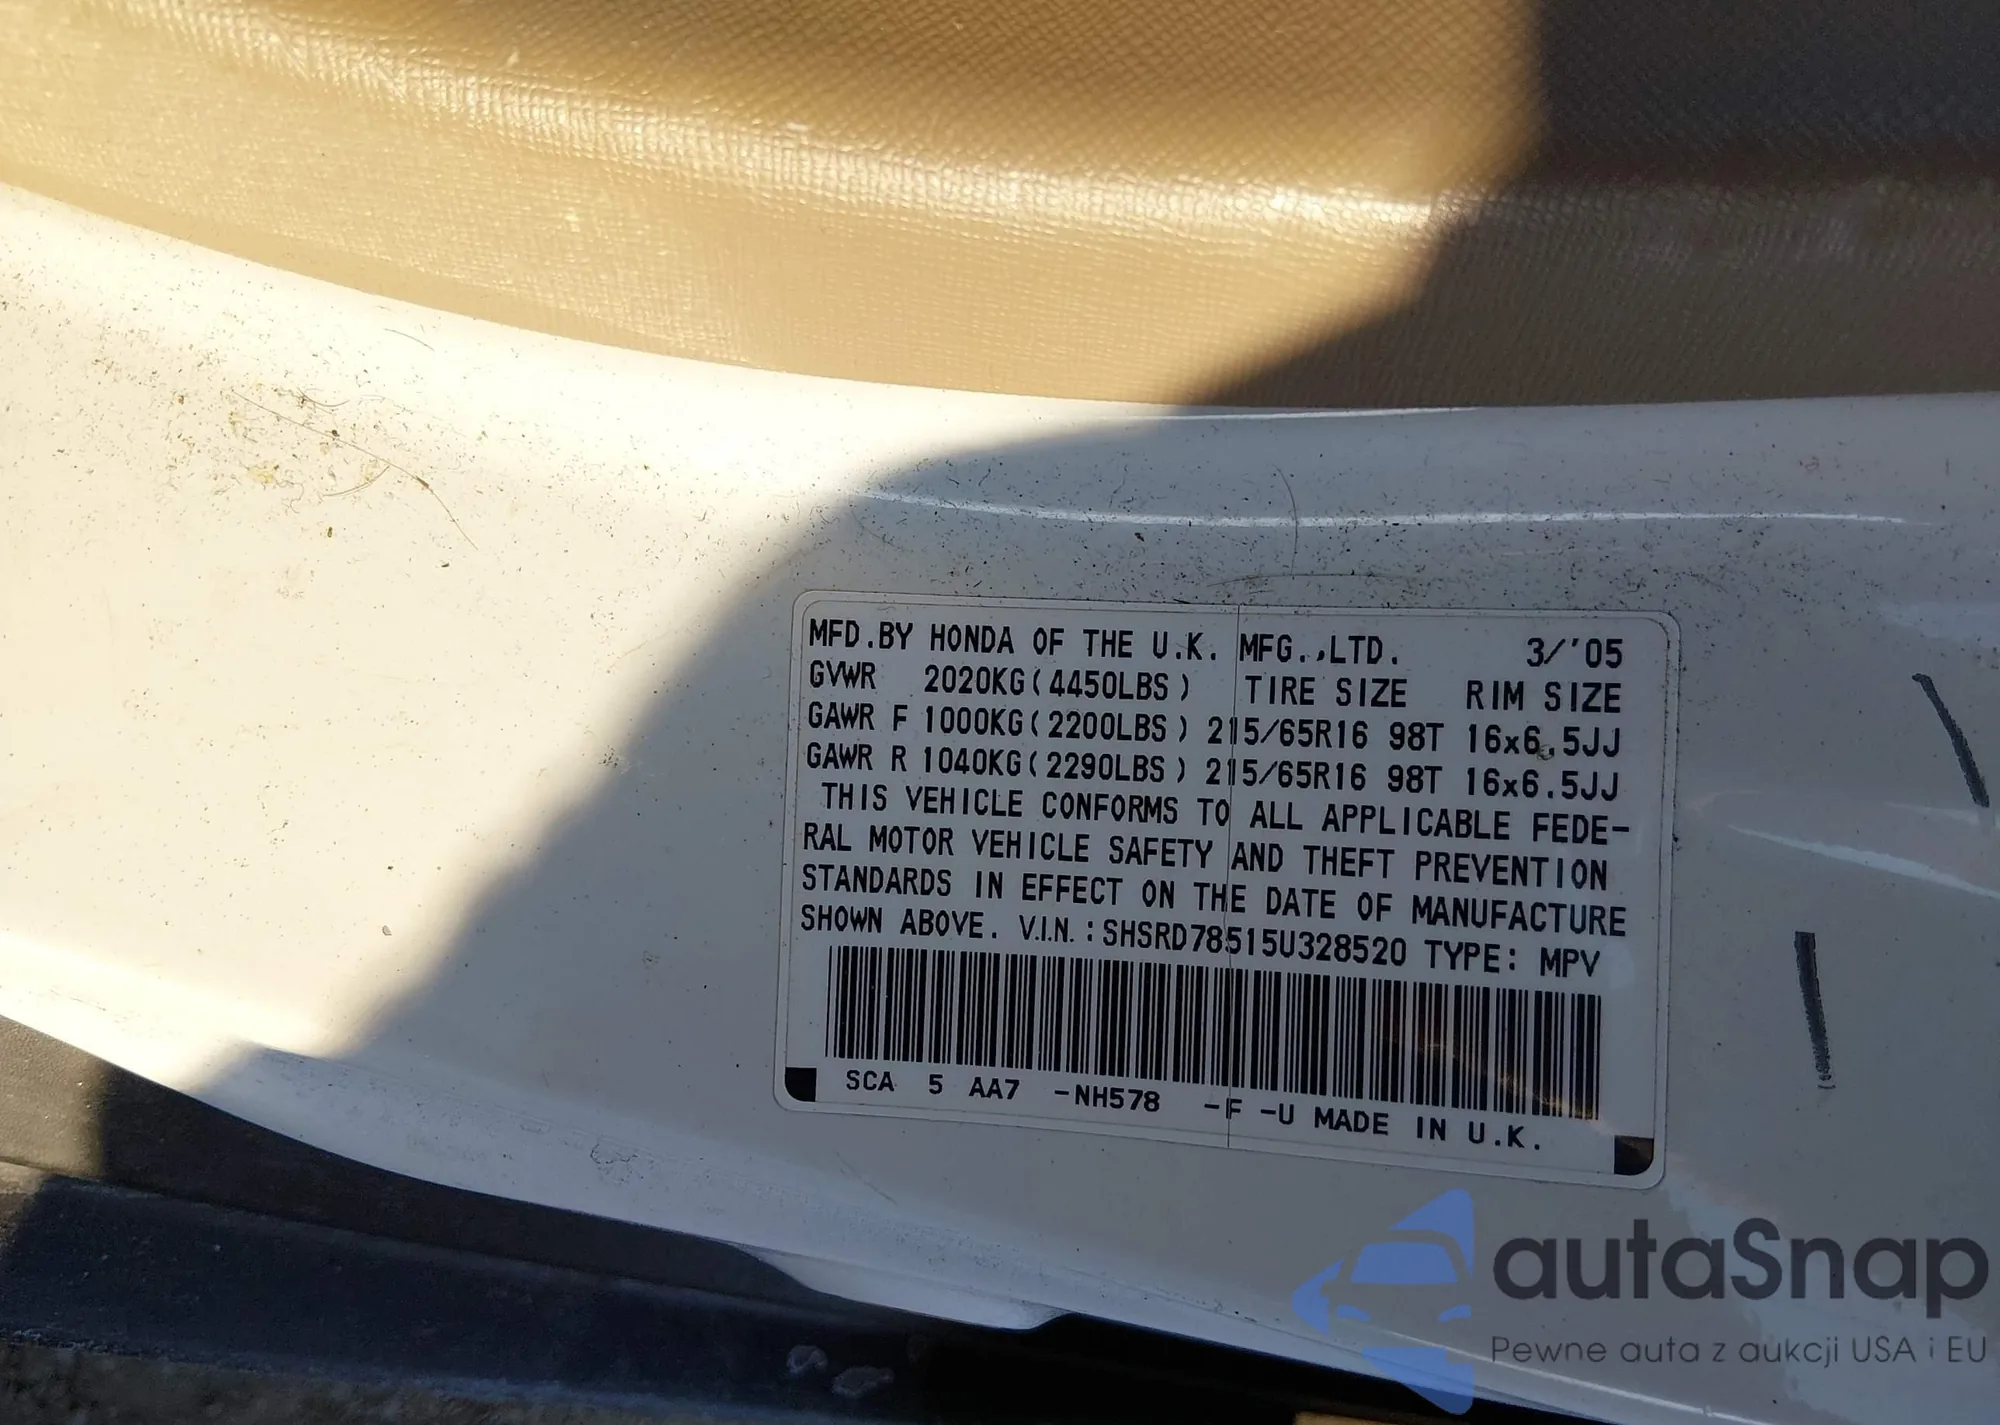 MFD.BY HONDA OF THE U.K. MFG.,LTD. 3/'05
GVWR 2020KG(4450LBS) TIRE SIZE RIM SIZE
GAWR F 1000KG(2200LBS) 215/65R16 98T 16x6.5JJ
GAWR R 1040KG(2290LBS) 215/65R16 98T 16x6.5JJ
THIS VEHICLE CONFORMS TO ALL APPLICABLE FEDE-
RAL MOTOR VEHICLE SAFETY AND THEFT PREVENTION
STANDARDS IN EFFECT ON THE DATE OF MANUFACTURE
SHOWN ABOVE. V.I.N.:SHSRD78515U328520 TYPE: MPV
SCA 5 AA7 -NH578 -F -U MADE IN U.K.
autaSnap
Pewne auta z aukcji USA i EU